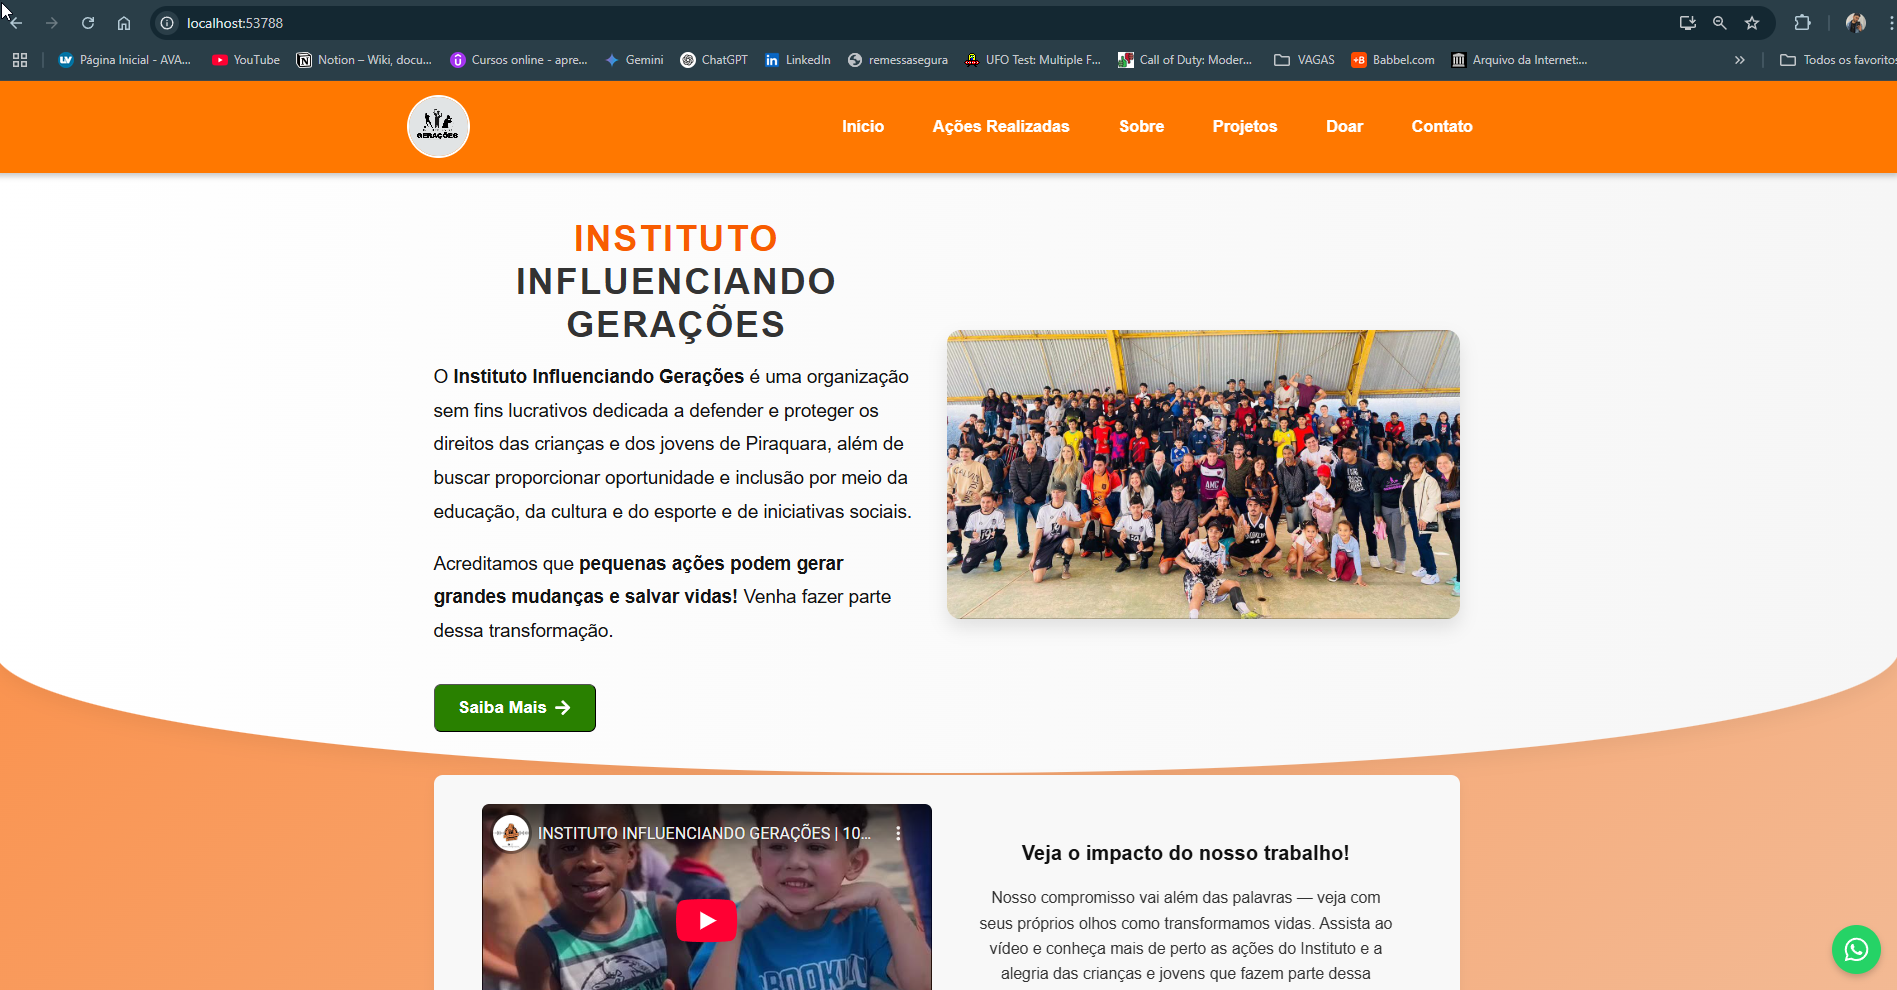 localhost:53788
Página Inicial - AVA...
YouTube
Notion – Wiki, docu...
Cursos online - apre...
Gemini
ChatGPT
LinkedIn
remessasegura
UFO Test: Multiple F...
Call of Duty: Moder...
VAGAS
Babbel.com
Arquivo da Internet:...
Todos os favoritos
GERAÇÕES
Início
Ações Realizadas
Sobre
Projetos
Doar
Contato
INSTITUTO
INFLUENCIANDO
GERAÇÕES
O Instituto Influenciando Gerações é uma organização
sem fins lucrativos dedicada a defender e proteger os
direitos das crianças e dos jovens de Piraquara, além de
buscar proporcionar oportunidade e inclusão por meio da
educação, da cultura e do esporte e de iniciativas sociais.
Acreditamos que pequenas ações podem gerar
grandes mudanças e salvar vidas! Venha fazer parte
dessa transformação.
Saiba Mais
INSTITUTO INFLUENCIANDO GERAÇÕES | 10...
BROOKLYN
Veja o impacto do nosso trabalho!
Nosso compromisso vai além das palavras — veja com
seus próprios olhos como transformamos vidas. Assista ao
vídeo e conheça mais de perto as ações do Instituto e a
alegria das crianças e jovens que fazem parte dessa